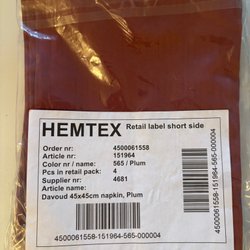 HEMTEX Retail label short side
Order nr: 4500061558
Article nr: 151964
Color nr / name: 565 / Plum
Pcs in retail pack: 4
Supplier nr: 4681
Article name:
Davoud 45x45cm napkin, Plum
4500061558-151964-565-000004
4500061558-151964-565-000004